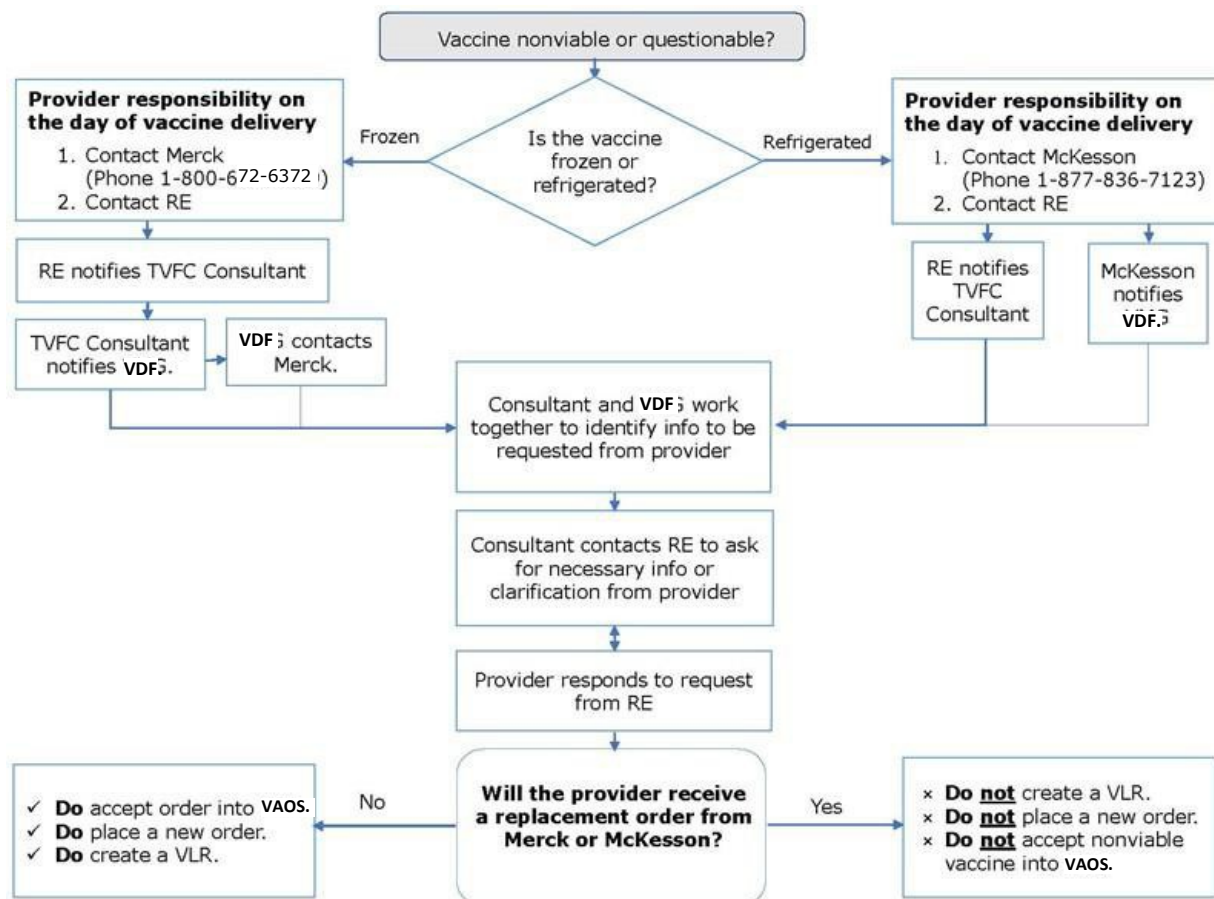 Vaccine nonviable or questionable?
Provider responsibility on
the day of vaccine delivery
1. Contact Merck
(Phone 1-800-672-6372)
2. Contact RE
Frozen
Is the vaccine
frozen or
refrigerated?
Refrigerated
Provider responsibility on
the day of vaccine delivery
1. Contact McKesson
(Phone 1-877-836-7123)
2. Contact RE
RE notifies TVFC Consultant
RE notifies
TVFC
Consultant
McKesson
notifies
VDF.
TVFC Consultant
notifies VDF.
VDF contacts
Merck.
Consultant and VDF work
together to identify info to be
requested from provider
Consultant contacts RE to ask
for necessary info or
clarification from provider
Provider responds to request
from RE
Will the provider receive
a replacement order from
Merck or McKesson?
No
✓ Do accept order into VAOS.
✓ Do place a new order.
✓ Do create a VLR.
Yes
× Do not create a VLR.
× Do not place a new order.
× Do not accept nonviable
vaccine into VAOS.